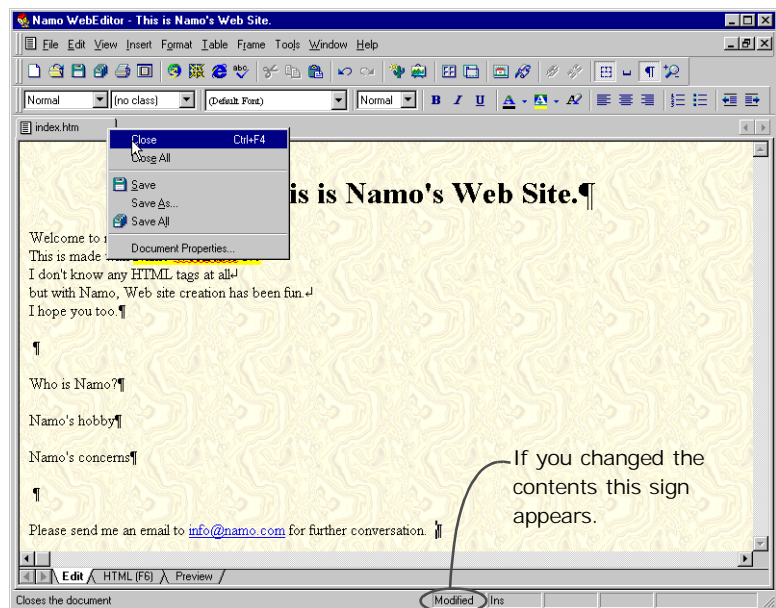 Namo WebEditor - This is Namo's Web Site.
File Edit View Insert Format Table Frame Tools Window Help
Normal (no class) (Default Font) Normal B I U A A A
index.htm
Close Ctrl+F4
Close All
Save
Save As...
Save All
Document Properties...
is is Namo's Web Site.¶
Welcome to
This is made
I don't know any HTML tags at all↵
but with Namo, Web site creation has been fun.↵
I hope you too.¶
¶
Who is Namo?¶
Namo's hobby¶
Namo's concerns¶
¶
Please send me an email to info@namo.com for further conversation. ¶
If you changed the
contents this sign
appears.
Edit HTML (F6) Preview
Closes the document Modified Ins